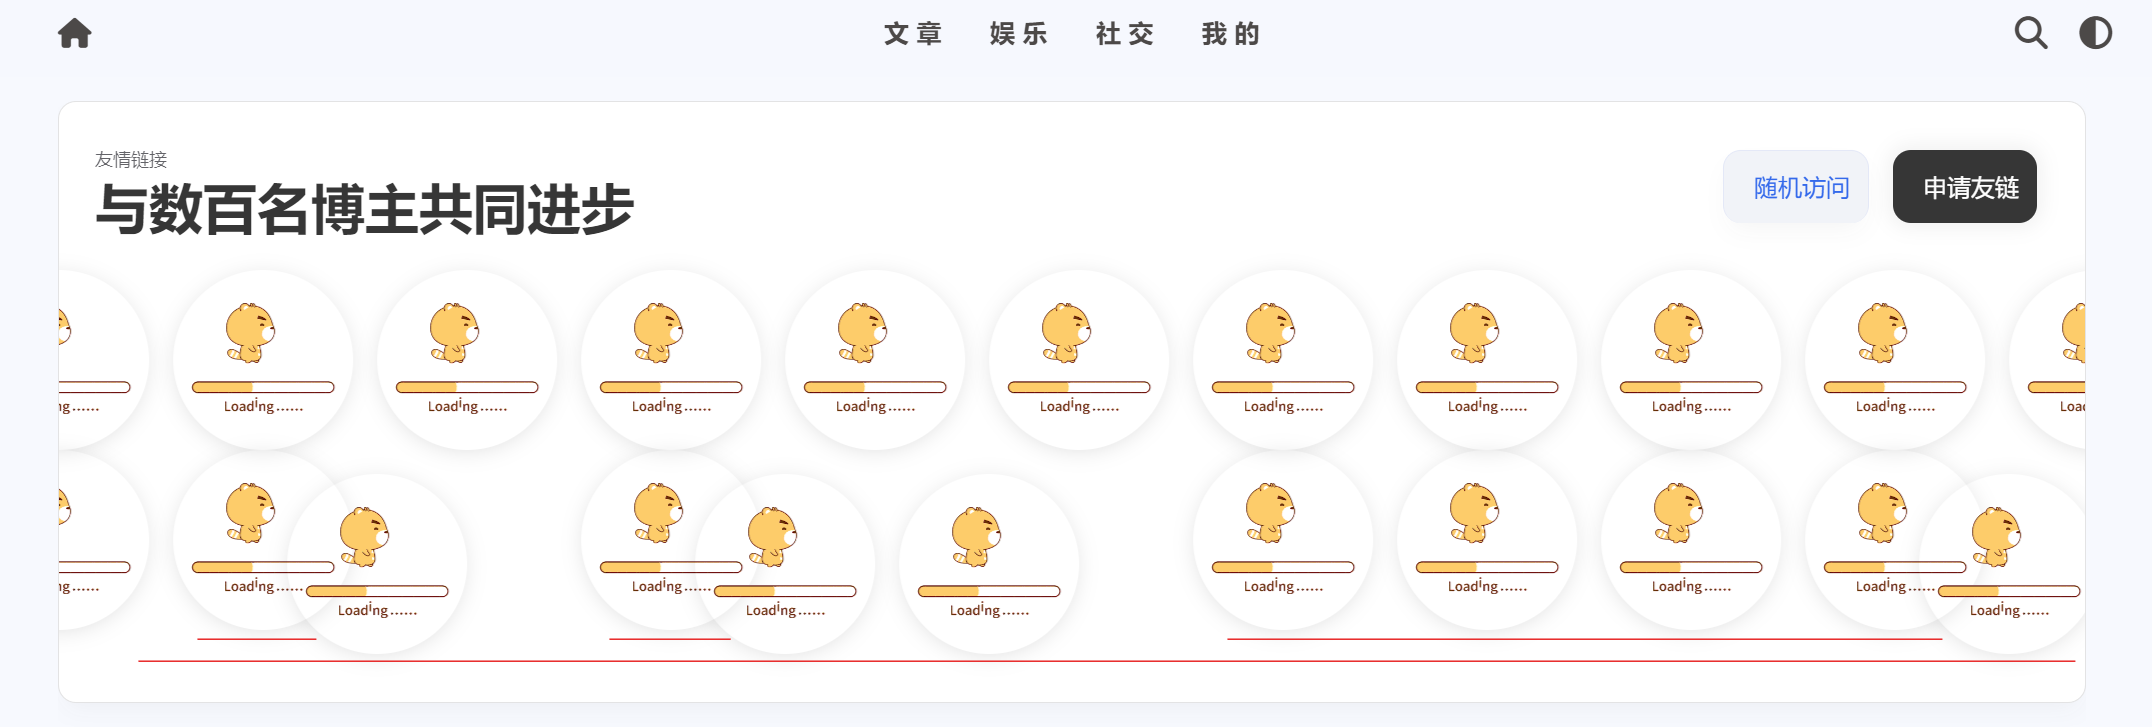 文章 娱乐 社交 我的
友情链接
与数百名博主共同进步
随机访问 申请友链
ng...... Loading...... Loading...... Loading...... Loading...... Loading...... Loading...... Loading...... Loading...... Loading...... Loa
ng...... Loading...... Loading...... Loading...... Loading...... Loading...... Loading......
Loading...... Loading...... Loading...... Loading......